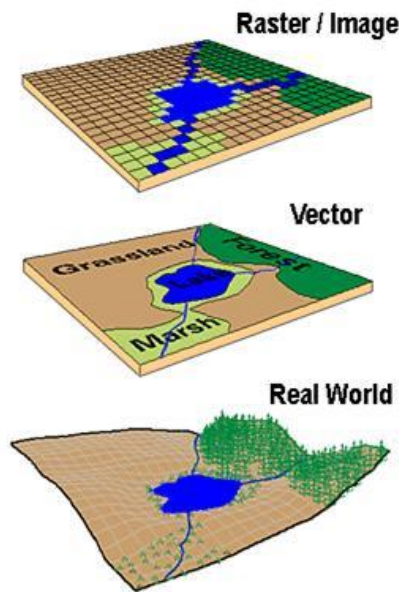 Raster / Image
Vector
Grassland
Forest
Lake
Marsh
Real World